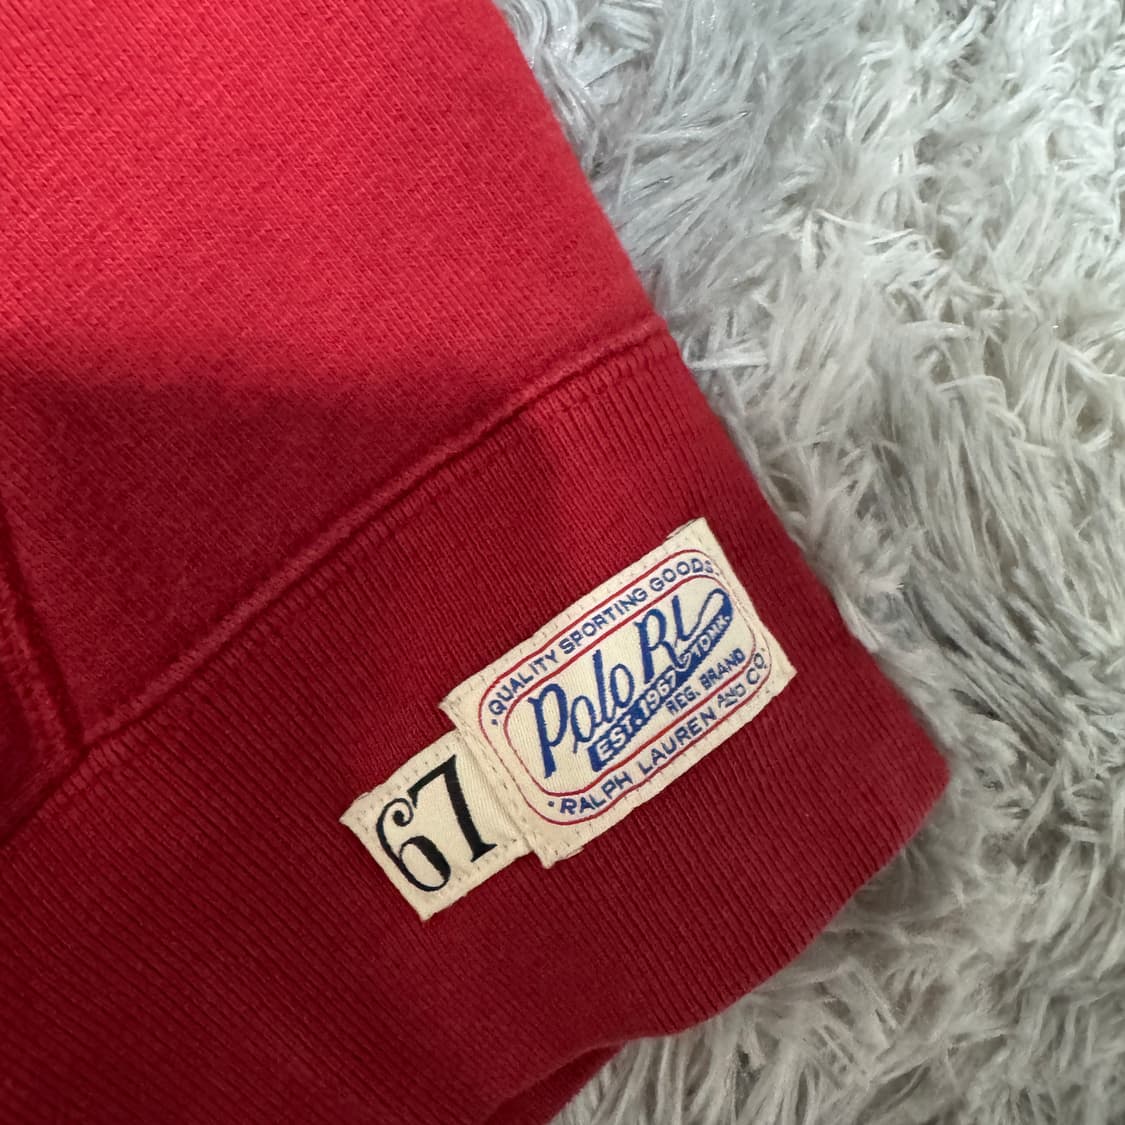 ·QUALITY SPORTING GOODS·
Polo RL
EST. 1967
REG. BRAND
·RALPH LAUREN AND CO·
67